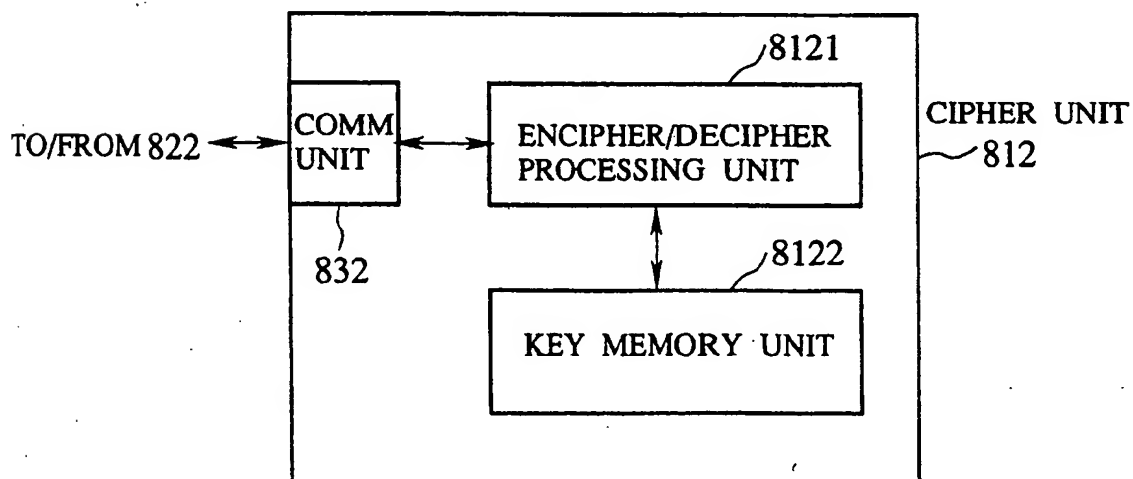 8121
CIPHER UNIT
812
TO/FROM 822
COMM
UNIT
ENCIPHER/DECIPHER
PROCESSING UNIT
832
8122
KEY MEMORY UNIT